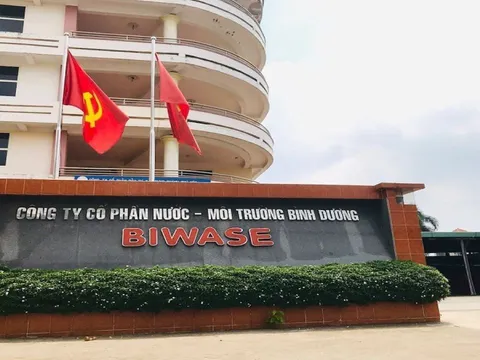 CÔNG TY CỔ PHẦN NƯỚC - MÔI TRƯỜNG BÌNH DƯƠNG
BIWASE